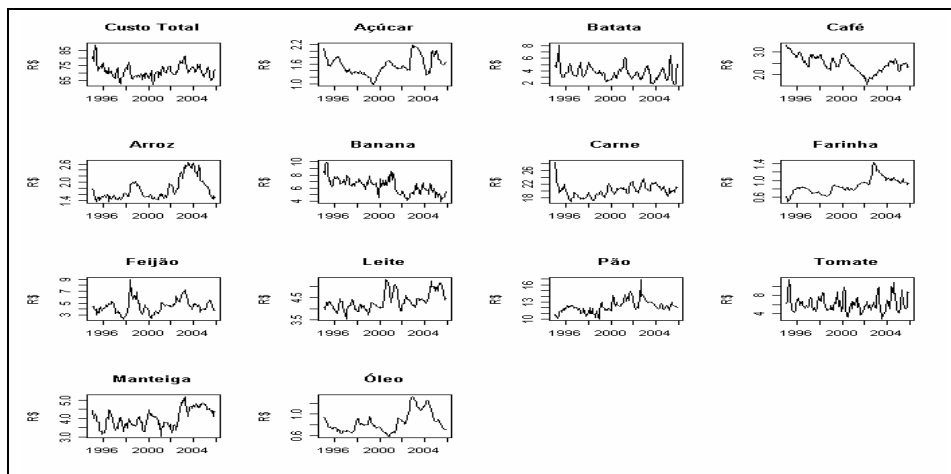 Custo Total
R$
65 75 85
1996 2000 2004
Açúcar
R$
1.0 1.6 2.2
1996 2000 2004
Batata
R$
2 4 6 8
1996 2000 2004
Café
R$
2.0 3.0
1996 2000 2004
Arroz
R$
1.4 2.0 2.6
1996 2000 2004
Banana
R$
4 6 8 10
1996 2000 2004
Carne
R$
18 22 26
1996 2000 2004
Farinha
R$
0.6 1.0 1.4
1996 2000 2004
Feijão
R$
3 5 7 9
1996 2000 2004
Leite
R$
3.5 4.5
1996 2000 2004
Pão
R$
10 13 16
1996 2000 2004
Tomate
R$
4 8
1996 2000 2004
Manteiga
R$
3.0 4.0 5.0
1996 2000 2004
Óleo
R$
0.6 1.0
1996 2000 2004